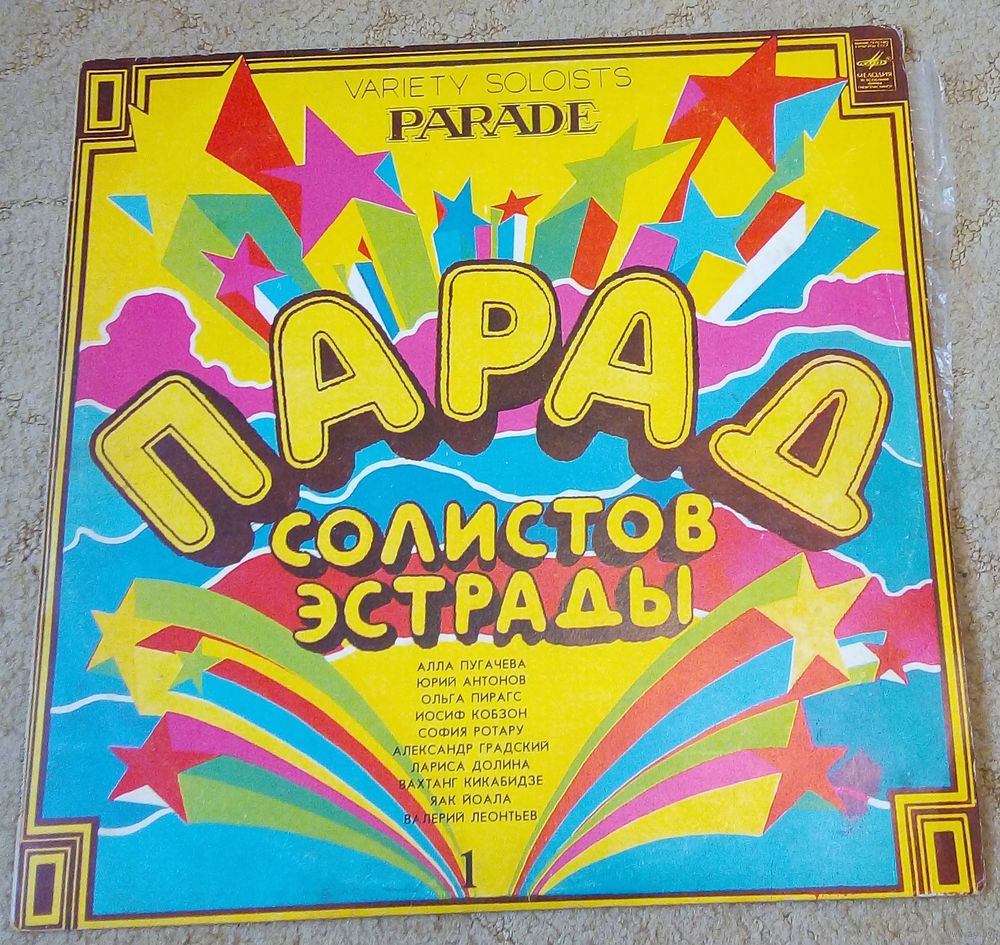 VARIETY SOLOISTS
PARADE
МЕЛОДИЯ
ПАРАД
СОЛИСТОВ
ЭСТРАДЫ
АЛЛА ПУГАЧЕВА
ЮРИЙ АНТОНОВ
ОЛЬГА ПИРАГС
ИОСИФ КОБЗОН
СОФИЯ РОТАРУ
АЛЕКСАНДР ГРАДСКИЙ
ЛАРИСА ДОЛИНА
ВАХТАНГ КИКАБИДЗЕ
ЯАК ЙОАЛА
ВАЛЕРИЙ ЛЕОНТЬЕВ
1